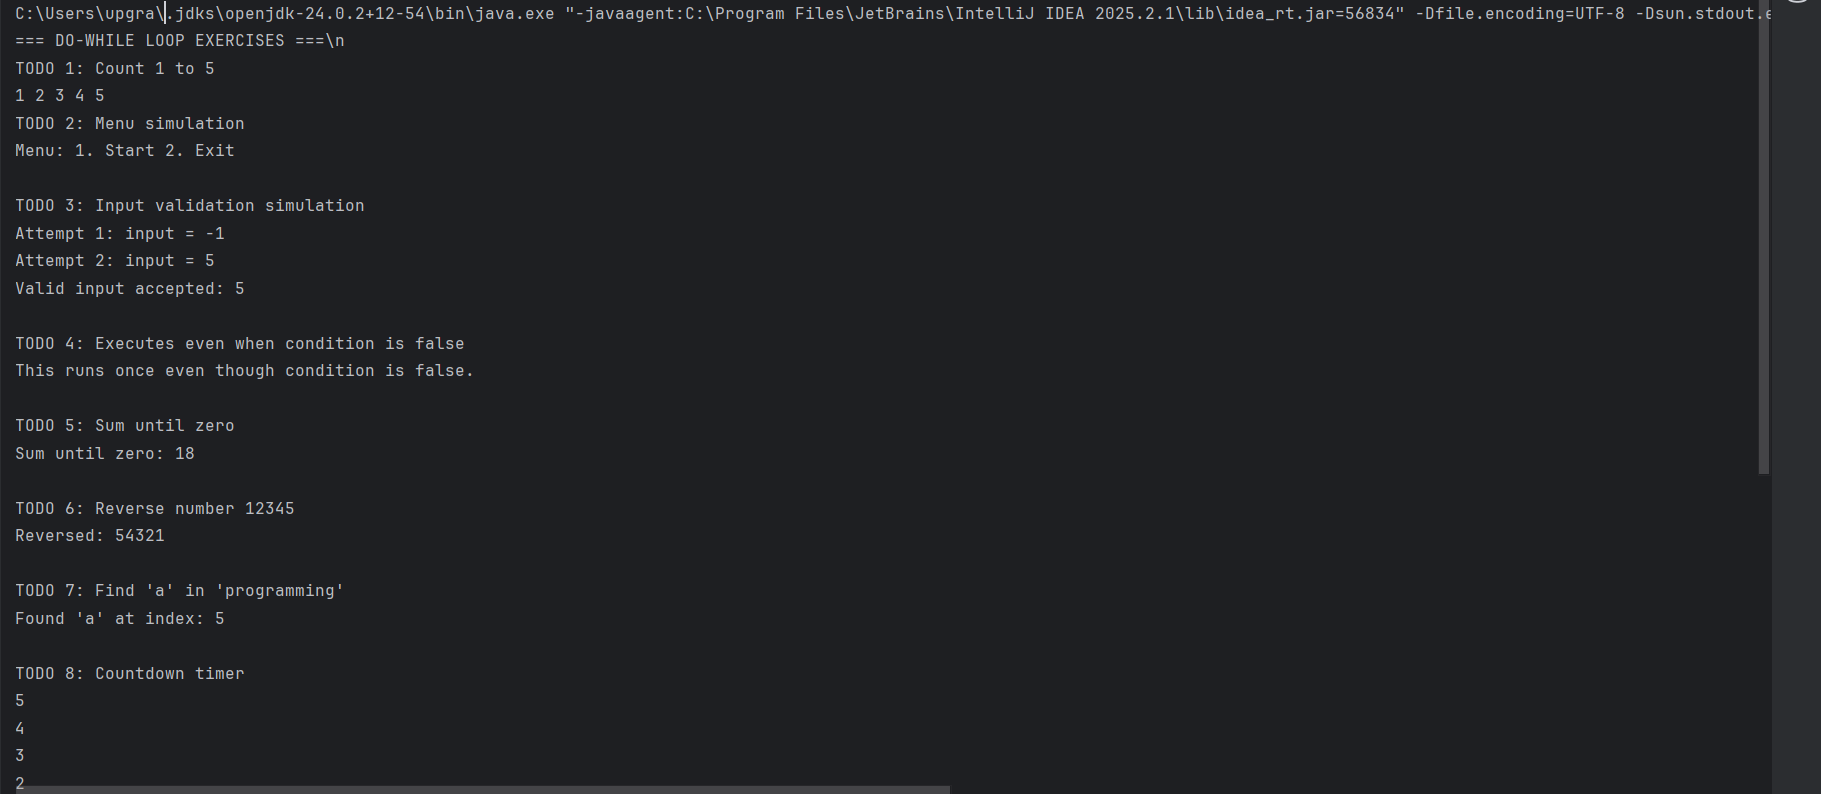 C:\Users\upgra\.jdks\openjdk-24.0.2+12-54\bin\java.exe "-javaagent:C:\Program Files\JetBrains\IntelliJ IDEA 2025.2.1\lib\idea_rt.jar=56834" -Dfile.encoding=UTF-8 -Dsun.stdout.e
=== DO-WHILE LOOP EXERCISES ===\n
TODO 1: Count 1 to 5
1 2 3 4 5
TODO 2: Menu simulation
Menu: 1. Start 2. Exit
TODO 3: Input validation simulation
Attempt 1: input = -1
Attempt 2: input = 5
Valid input accepted: 5
TODO 4: Executes even when condition is false
This runs once even though condition is false.
TODO 5: Sum until zero
Sum until zero: 18
TODO 6: Reverse number 12345
Reversed: 54321
TODO 7: Find 'a' in 'programming'
Found 'a' at index: 5
TODO 8: Countdown timer
5
4
3
2